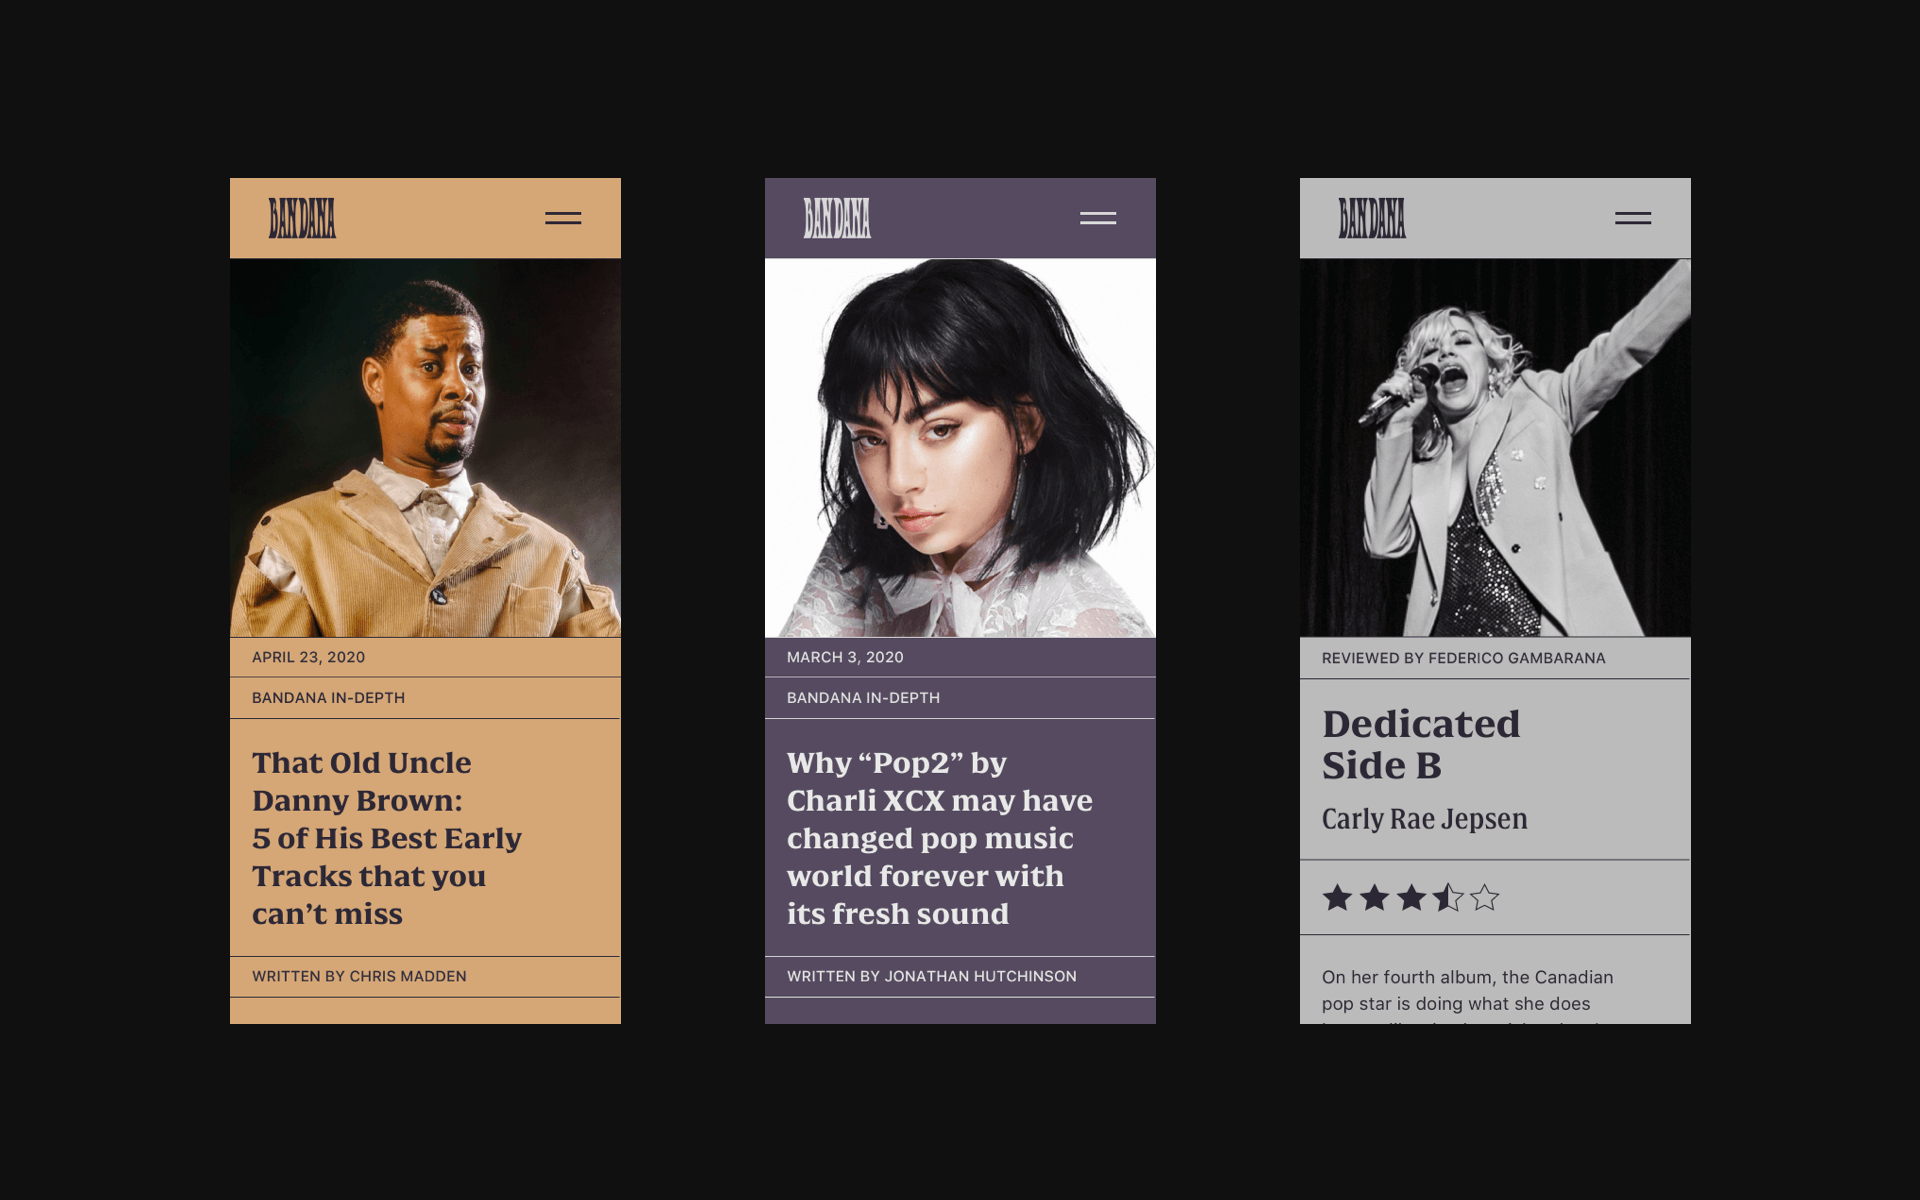 BANDANA
APRIL 23, 2020
BANDANA IN-DEPTH
That Old Uncle
Danny Brown:
5 of His Best Early
Tracks that you
can’t miss
WRITTEN BY CHRIS MADDEN
BANDANA
MARCH 3, 2020
BANDANA IN-DEPTH
Why “Pop2” by
Charli XCX may have
changed pop music
world forever with
its fresh sound
WRITTEN BY JONATHAN HUTCHINSON
BANDANA
REVIEWED BY FEDERICO GAMBARANA
Dedicated
Side B
Carly Rae Jepsen
On her fourth album, the Canadian
pop star is doing what she does